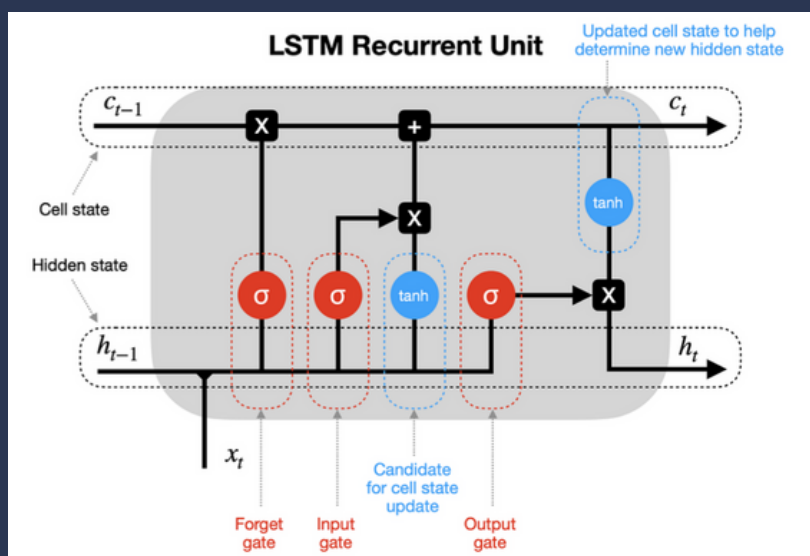 LSTM Recurrent Unit
Updated cell state to help
determine new hidden state
c_{t-1}
X
+
c_t
tanh
X
Cell state
Hidden state
σ
σ
tanh
σ
X
h_{t-1}
h_t
x_t
Candidate
for cell state
update
Forget
gate
Input
gate
Output
gate